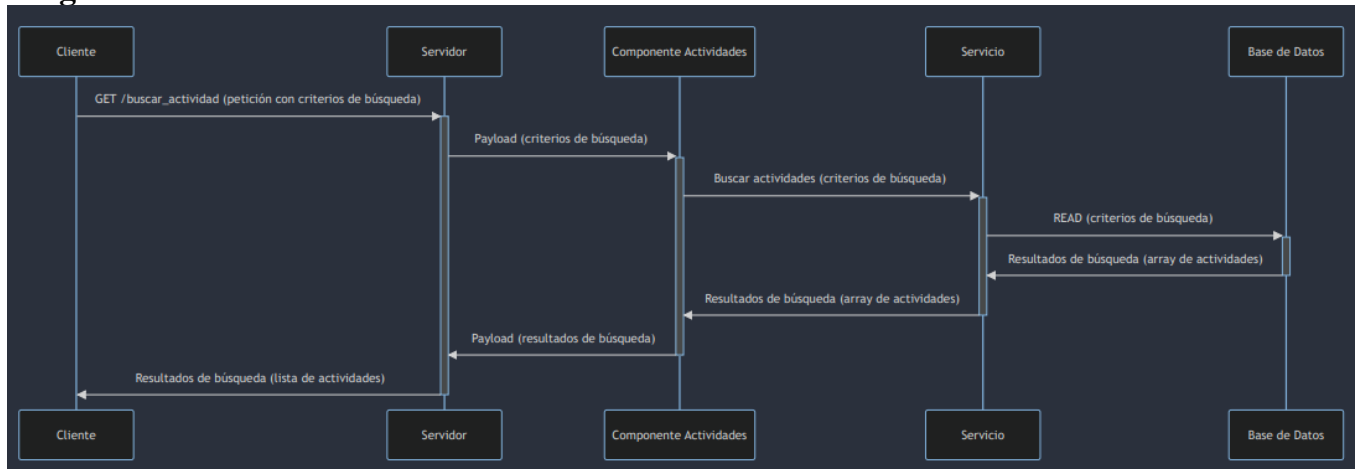 Cliente
Servidor
Componente Actividades
Servicio
Base de Datos
GET /buscar_actividad (petición con criterios de búsqueda)
Payload (criterios de búsqueda)
Buscar actividades (criterios de búsqueda)
READ (criterios de búsqueda)
Resultados de búsqueda (array de actividades)
Resultados de búsqueda (array de actividades)
Payload (resultados de búsqueda)
Resultados de búsqueda (lista de actividades)
Cliente
Servidor
Componente Actividades
Servicio
Base de Datos